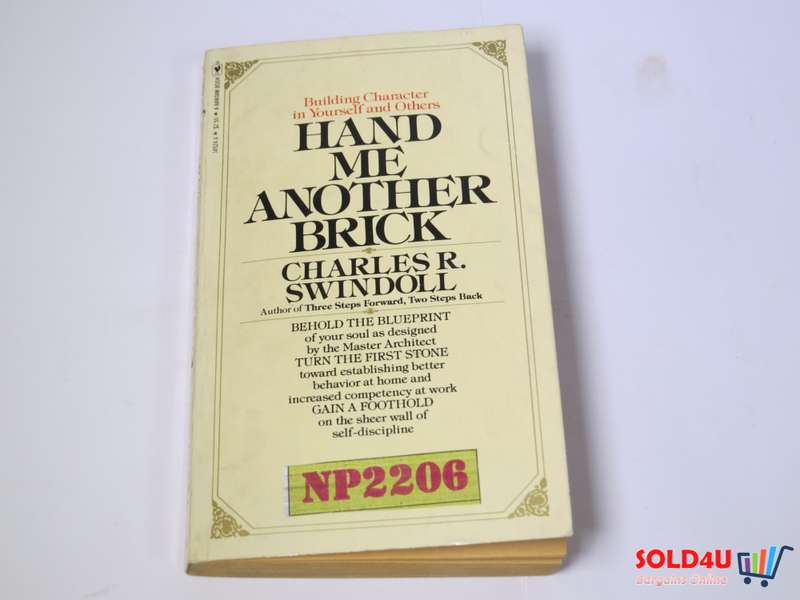 Building Character
in Yourself and Others
HAND
ME
ANOTHER
BRICK
CHARLES R.
SWINDOLL
Author of Three Steps Forward, Two Steps Back
BEHOLD THE BLUEPRINT
of your soul as designed
by the Master Architect
TURN THE FIRST STONE
toward establishing better
behavior at home and
increased competency at work
GAIN A FOOTHOLD
on the sheer wall of
self-discipline
NP2206
SOLD4U
Bargains Online